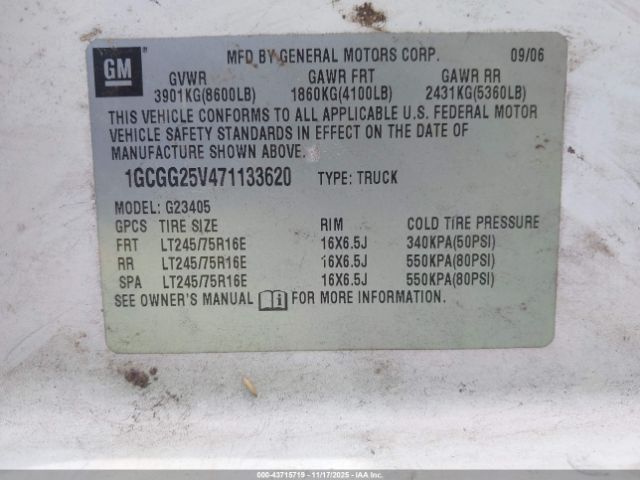 GM
MFD BY GENERAL MOTORS CORP. 09/06
GVWR GAWR FRT GAWR RR
3901KG(8600LB) 1860KG(4100LB) 2431KG(5360LB)
THIS VEHICLE CONFORMS TO ALL APPLICABLE U.S. FEDERAL MOTOR
VEHICLE SAFETY STANDARDS IN EFFECT ON THE DATE OF
MANUFACTURE SHOWN ABOVE.
1GCGG25V471133620 TYPE: TRUCK
MODEL: G23405
GPCS TIRE SIZE RIM COLD TIRE PRESSURE
FRT LT245/75R16E 16X6.5J 340KPA(50PSI)
RR LT245/75R16E 16X6.5J 550KPA(80PSI)
SPA LT245/75R16E 16X6.5J 550KPA(80PSI)
SEE OWNER'S MANUAL FOR MORE INFORMATION.
000-43715719 - 11/17/2025 - IAAI.COM